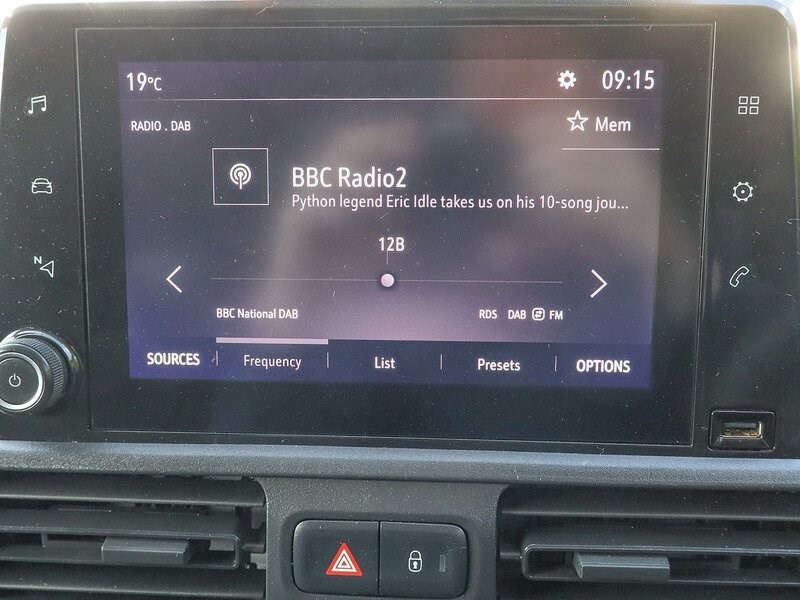 19°C
09:15
RADIO . DAB
Mem
BBC Radio2
Python legend Eric Idle takes us on his 10-song jou...
12B
N
BBC National DAB
RDS DAB FM
SOURCES Frequency List Presets OPTIONS